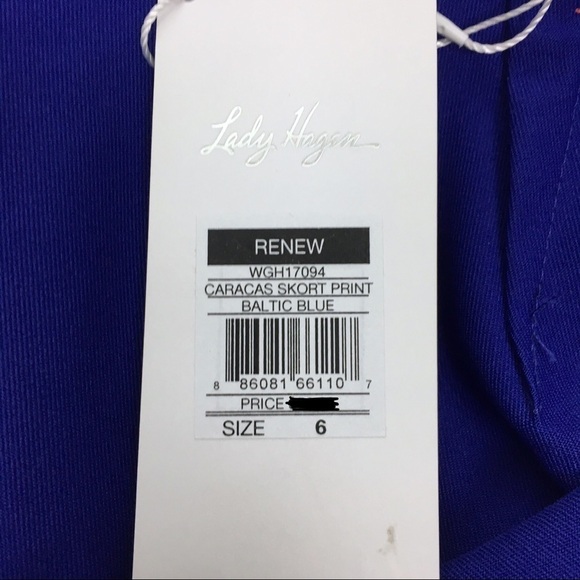 Lady Hagen
RENEW
WGH17094
CARACAS SKORT PRINT
BALTIC BLUE
8 86081 66110 7
PRICE
SIZE 6